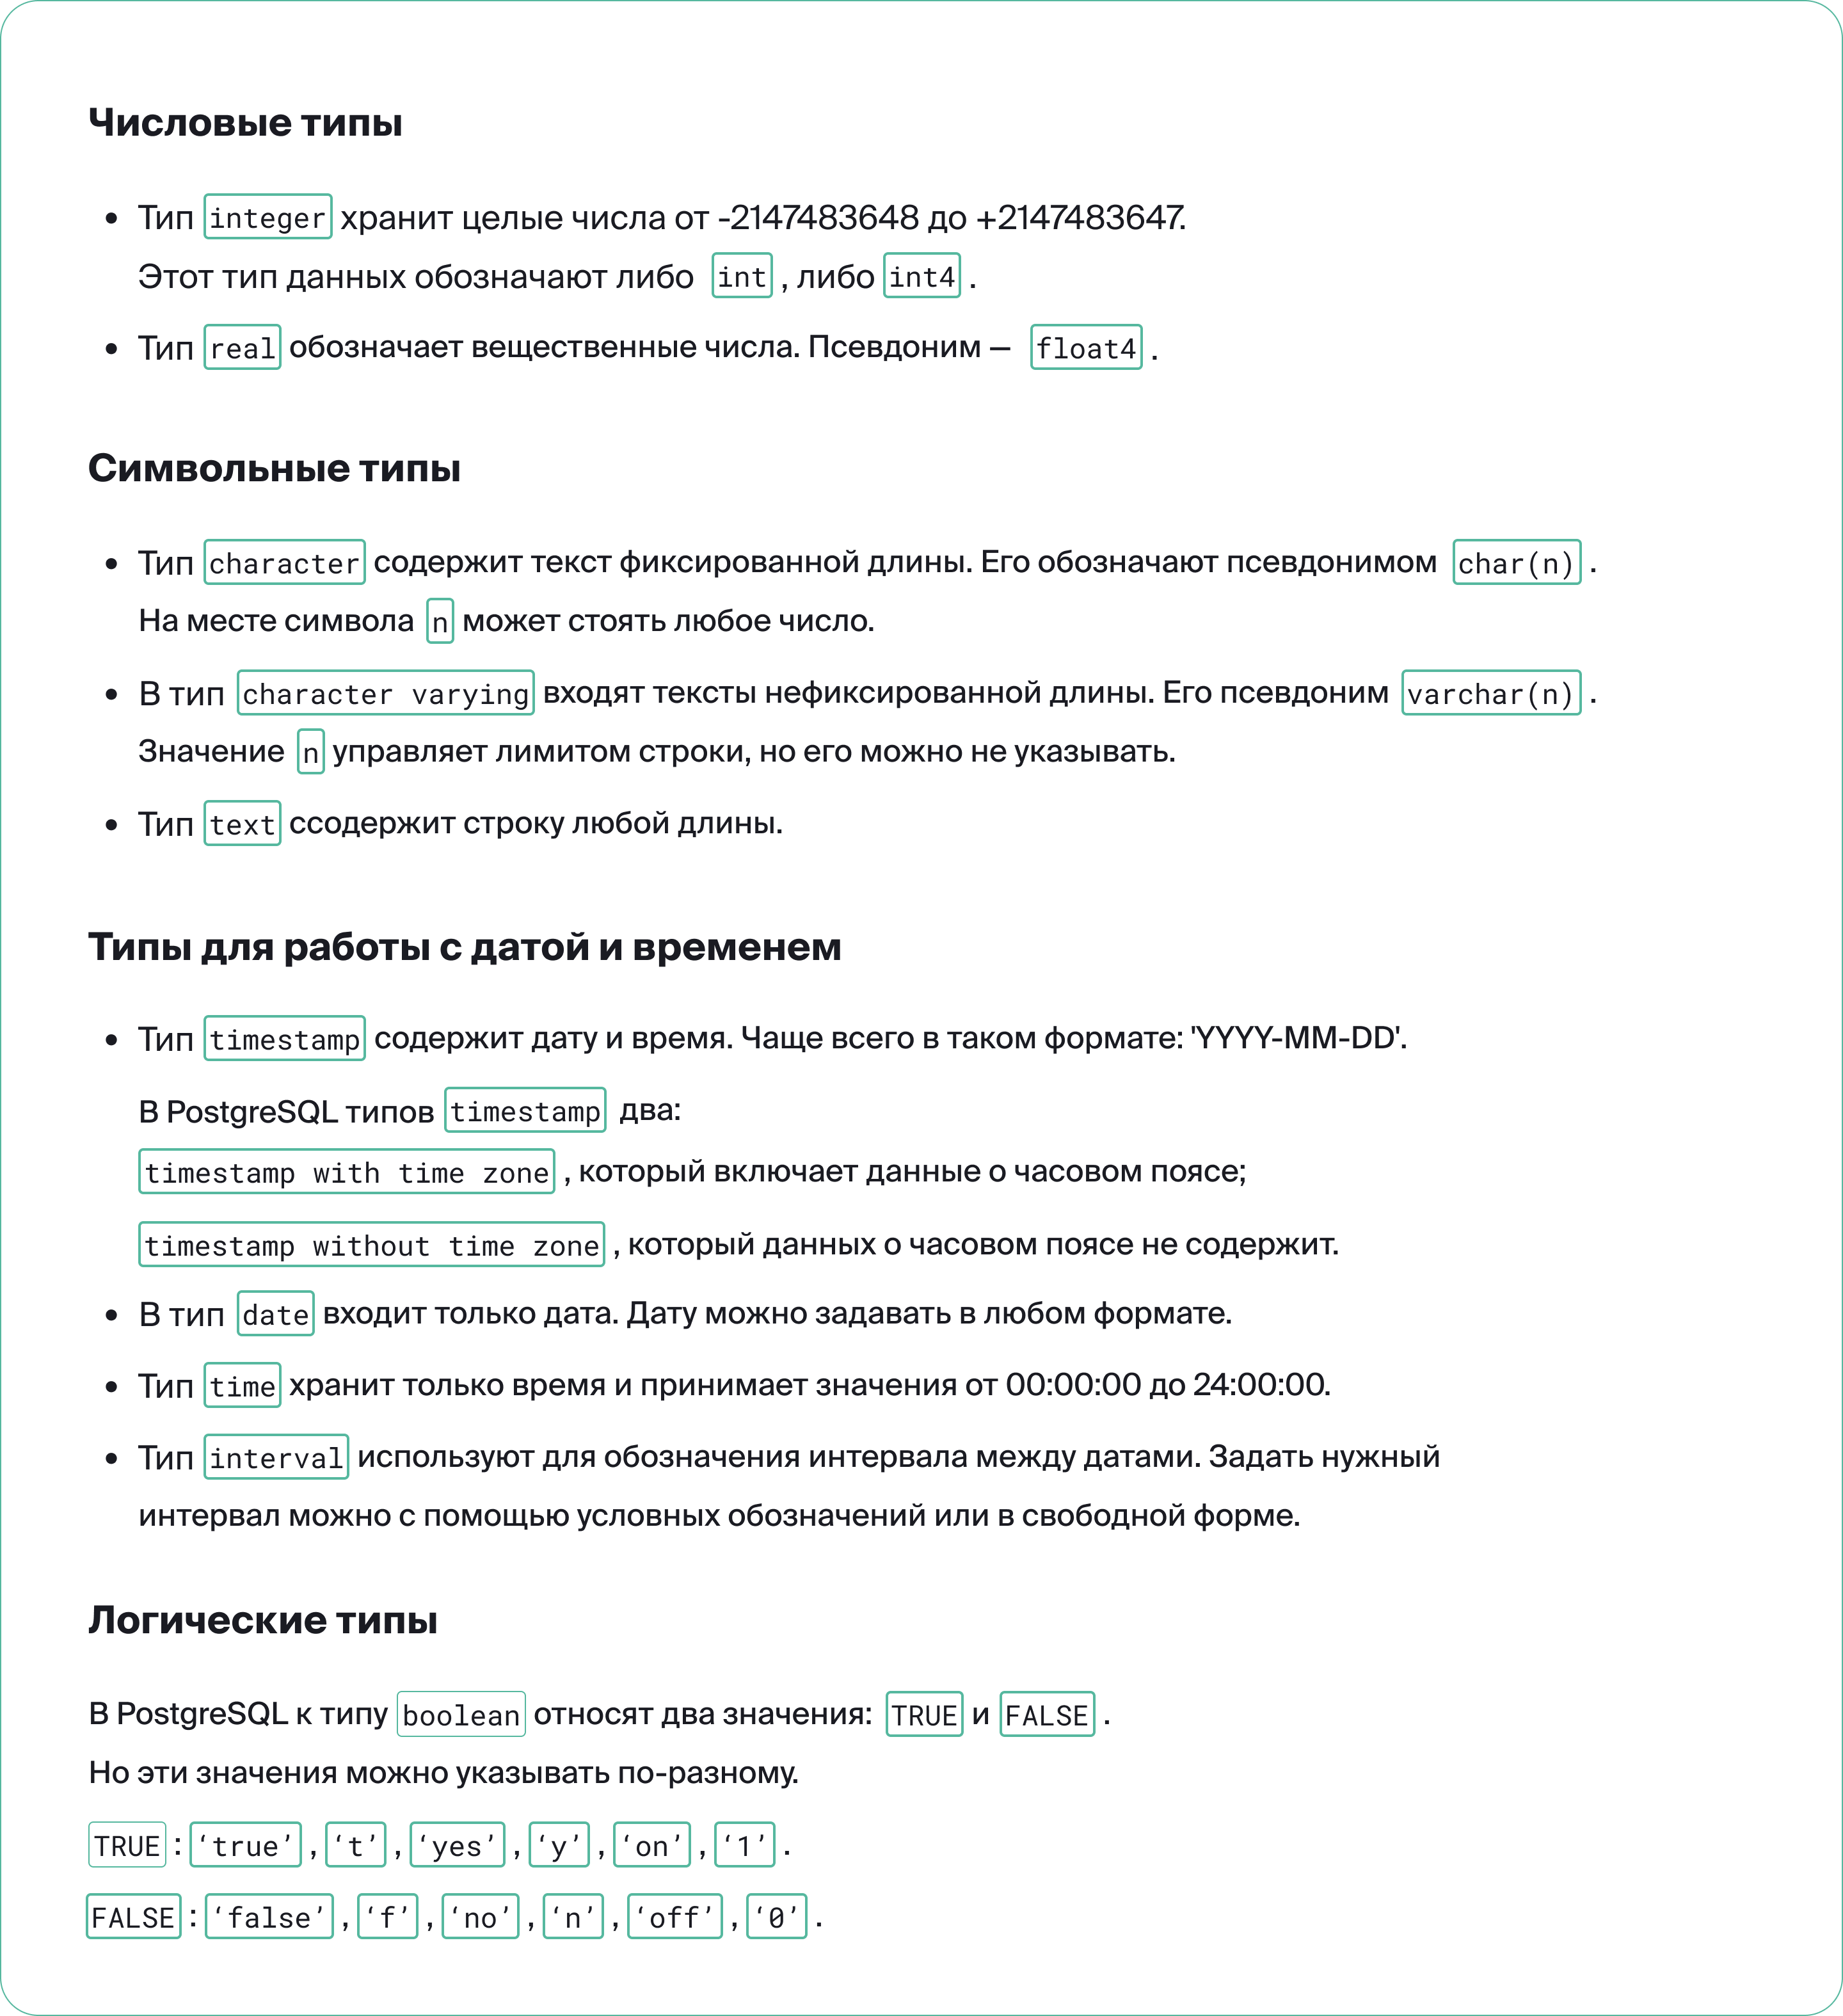 Числовые типы
• Тип integer хранит целые числа от -2147483648 до +2147483647.
Этот тип данных обозначают либо int , либо int4 .
• Тип real обозначает вещественные числа. Псевдоним — float4 .
Символьные типы
• Тип character содержит текст фиксированной длины. Его обозначают псевдонимом char(n) .
На месте символа n может стоять любое число.
• В тип character varying входят тексты нефиксированной длины. Его псевдоним varchar(n) .
Значение n управляет лимитом строки, но его можно не указывать.
• Тип text ссодержит строку любой длины.
Типы для работы с датой и временем
• Тип timestamp содержит дату и время. Чаще всего в таком формате: 'YYYY-MM-DD'.
В PostgreSQL типов timestamp два:
timestamp with time zone , который включает данные о часовом поясе;
timestamp without time zone , который данных о часовом поясе не содержит.
• В тип date входит только дата. Дату можно задавать в любом формате.
• Тип time хранит только время и принимает значения от 00:00:00 до 24:00:00.
• Тип interval используют для обозначения интервала между датами. Задать нужный
интервал можно с помощью условных обозначений или в свободной форме.
Логические типы
В PostgreSQL к типу boolean относят два значения: TRUE и FALSE .
Но эти значения можно указывать по-разному.
TRUE : ‘true’ , ‘t’ , ‘yes’ , ‘y’ , ‘on’ , ‘1’ .
FALSE : ‘false’ , ‘f’ , ‘no’ , ‘n’ , ‘off’ , ‘0’ .